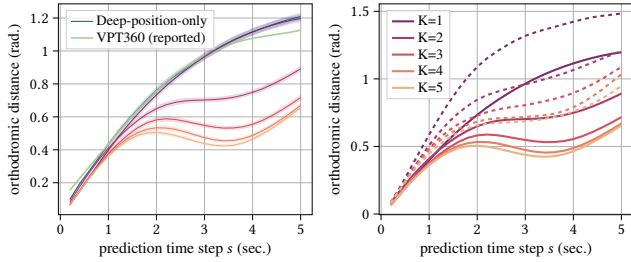 1.2
1
0.8
0.6
0.4
0.2
orthodromic distance (rad.)
Deep-position-only
VPT360 (reported)
0
1
2
3
4
5
prediction time step s (sec.)
1.5
1
0.5
0
orthodromic distance (rad.)
K=1
K=2
K=3
K=4
K=5
0
1
2
3
4
5
prediction time step s (sec.)